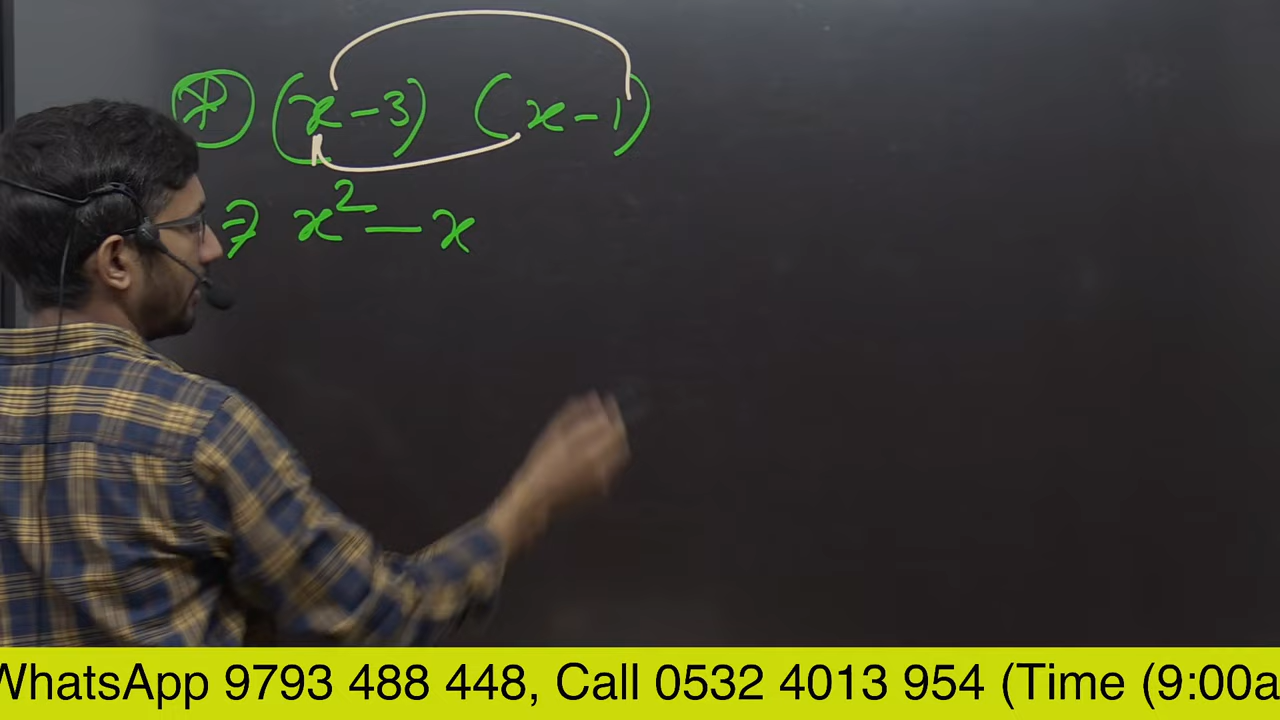 * (x-3) (x-1)
⇒ x² - x
WhatsApp 9793 488 448, Call 0532 4013 954 (Time (9:00a